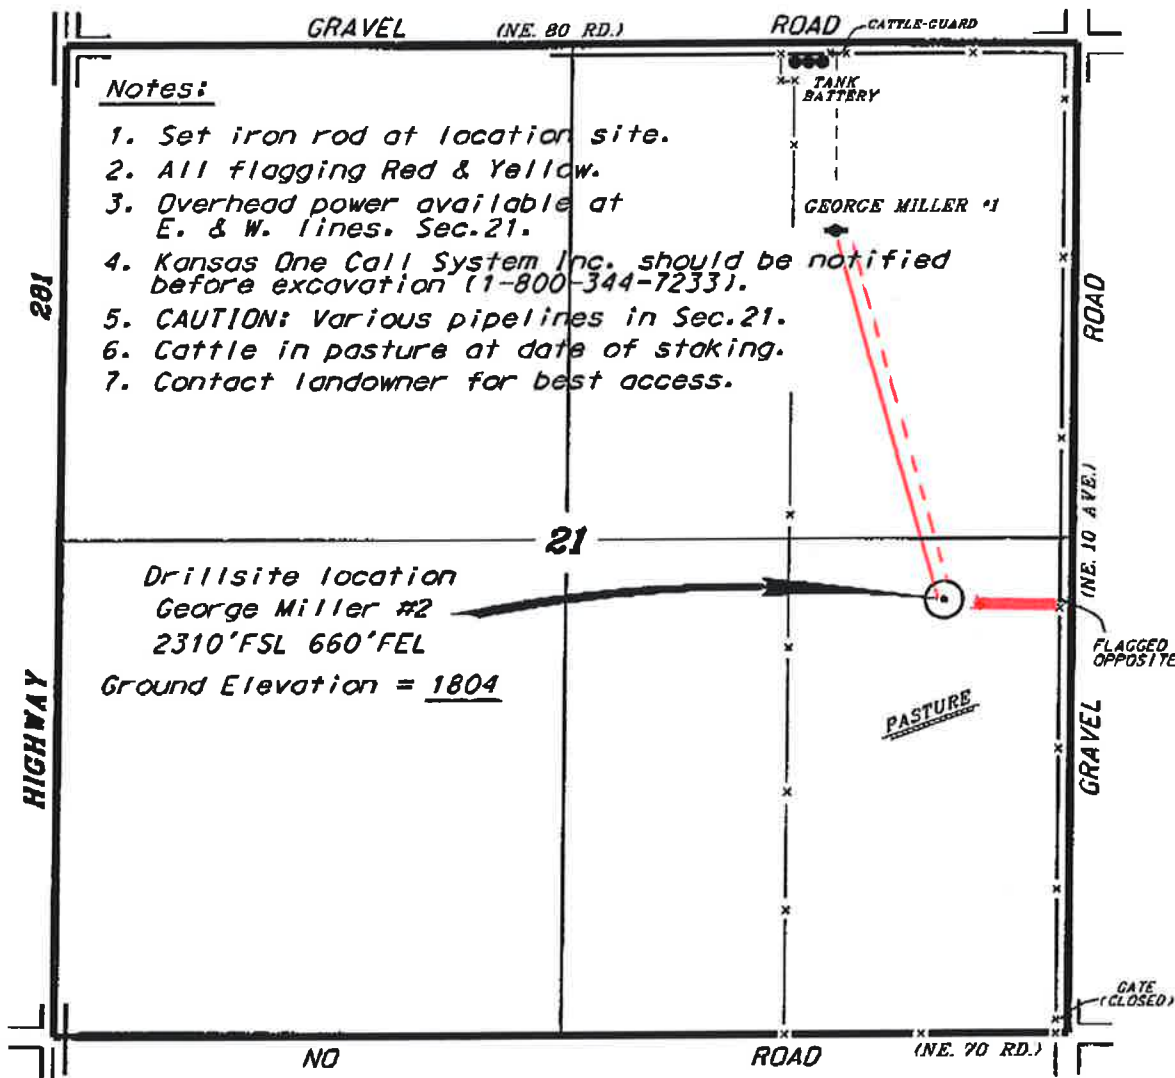 GRAVEL (NE. 80 RD.) ROAD CATTLE-GUARD
TANK
BATTERY
Notes:
1. Set iron rod at location site.
2. All flagging Red & Yellow.
3. Overhead power available at
E. & W. lines. Sec.21.
4. Kansas One Call System Inc. should be notified
before excavation (1-800-344-7233).
5. CAUTION: Various pipelines in Sec.21.
6. Cattle in pasture at date of staking.
7. Contact landowner for best access.
GEORGE MILLER #1
281
ROAD
(NE. 10 AVE.)
21
Drillsite location
George Miller #2
2310'FSL 660'FEL
Ground Elevation = 1804
FLAGGED
OPPOSITE
PASTURE
HIGHWAY
GRAVEL
GATE
(CLOSED)
NO ROAD (NE. 70 RD.)